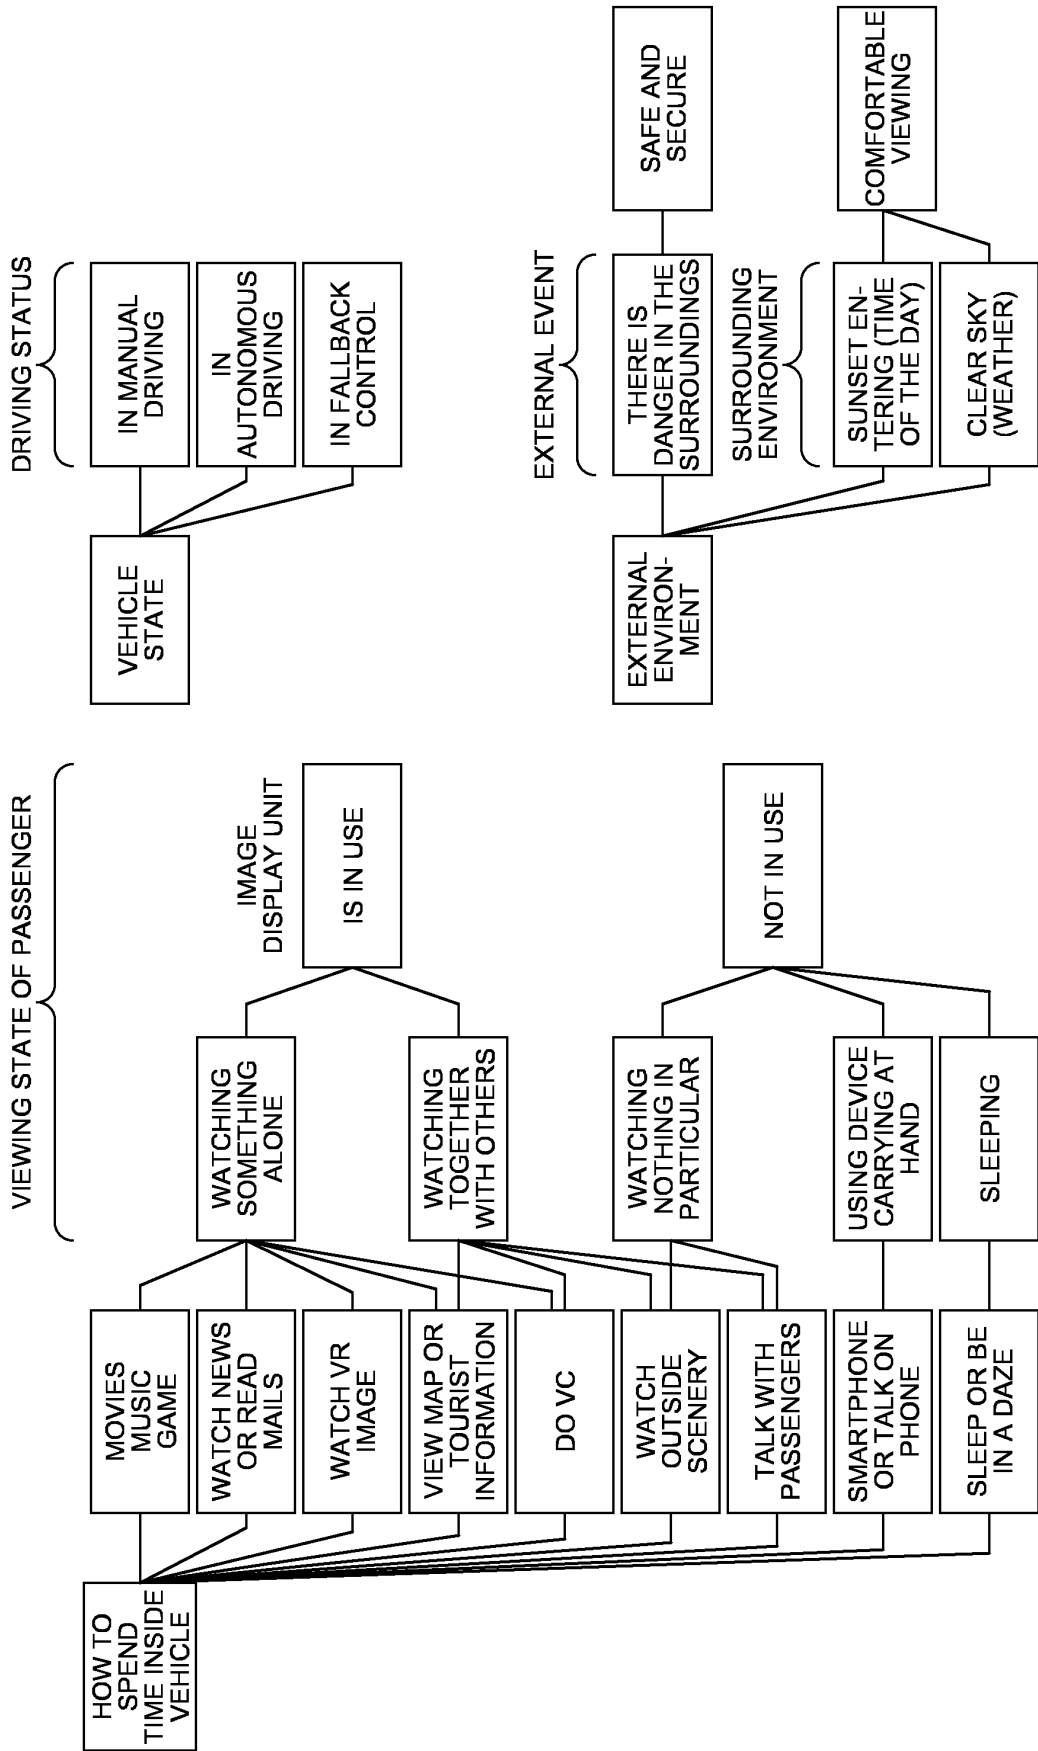 VIEWING STATE OF PASSENGER
HOW TO
SPEND
TIME INSIDE
VEHICLE
MOVIES
MUSIC
GAME
WATCH NEWS
OR READ
MAILS
WATCH VR
IMAGE
VIEW MAP OR
TOURIST
INFORMATION
DO VC
WATCH
OUTSIDE
SCENERY
TALK WITH
PASSENGERS
SMARTPHONE
OR TALK ON
PHONE
SLEEP OR BE
IN A DAZE
WATCHING
SOMETHING
ALONE
WATCHING
TOGETHER
WITH OTHERS
WATCHING
NOTHING IN
PARTICULAR
USING DEVICE
CARRYING AT
HAND
SLEEPING
IMAGE
DISPLAY UNIT
IS IN USE
NOT IN USE
DRIVING STATUS
VEHICLE
STATE
IN MANUAL
DRIVING
IN
AUTONOMOUS
DRIVING
IN FALLBACK
CONTROL
EXTERNAL EVENT
EXTERNAL
ENVIRON-
MENT
THERE IS
DANGER IN THE
SURROUNDINGS
SAFE AND
SECURE
SURROUNDING
ENVIRONMENT
SUNSET EN-
TERING (TIME
OF THE DAY)
CLEAR SKY
(WEATHER)
COMFORTABLE
VIEWING